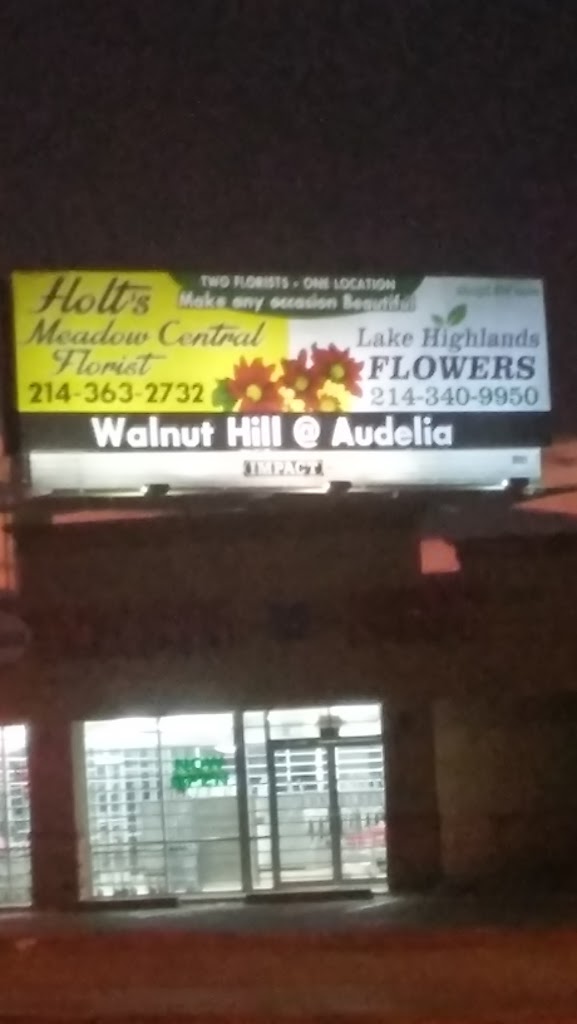 TWO FLORISTS • ONE LOCATION
Make any occasion Beautiful
Holt's
Meadow Central
Florist
214-363-2732
Lake Highlands
FLOWERS
214-340-9950
Walnut Hill @ Audelia
IMPACT